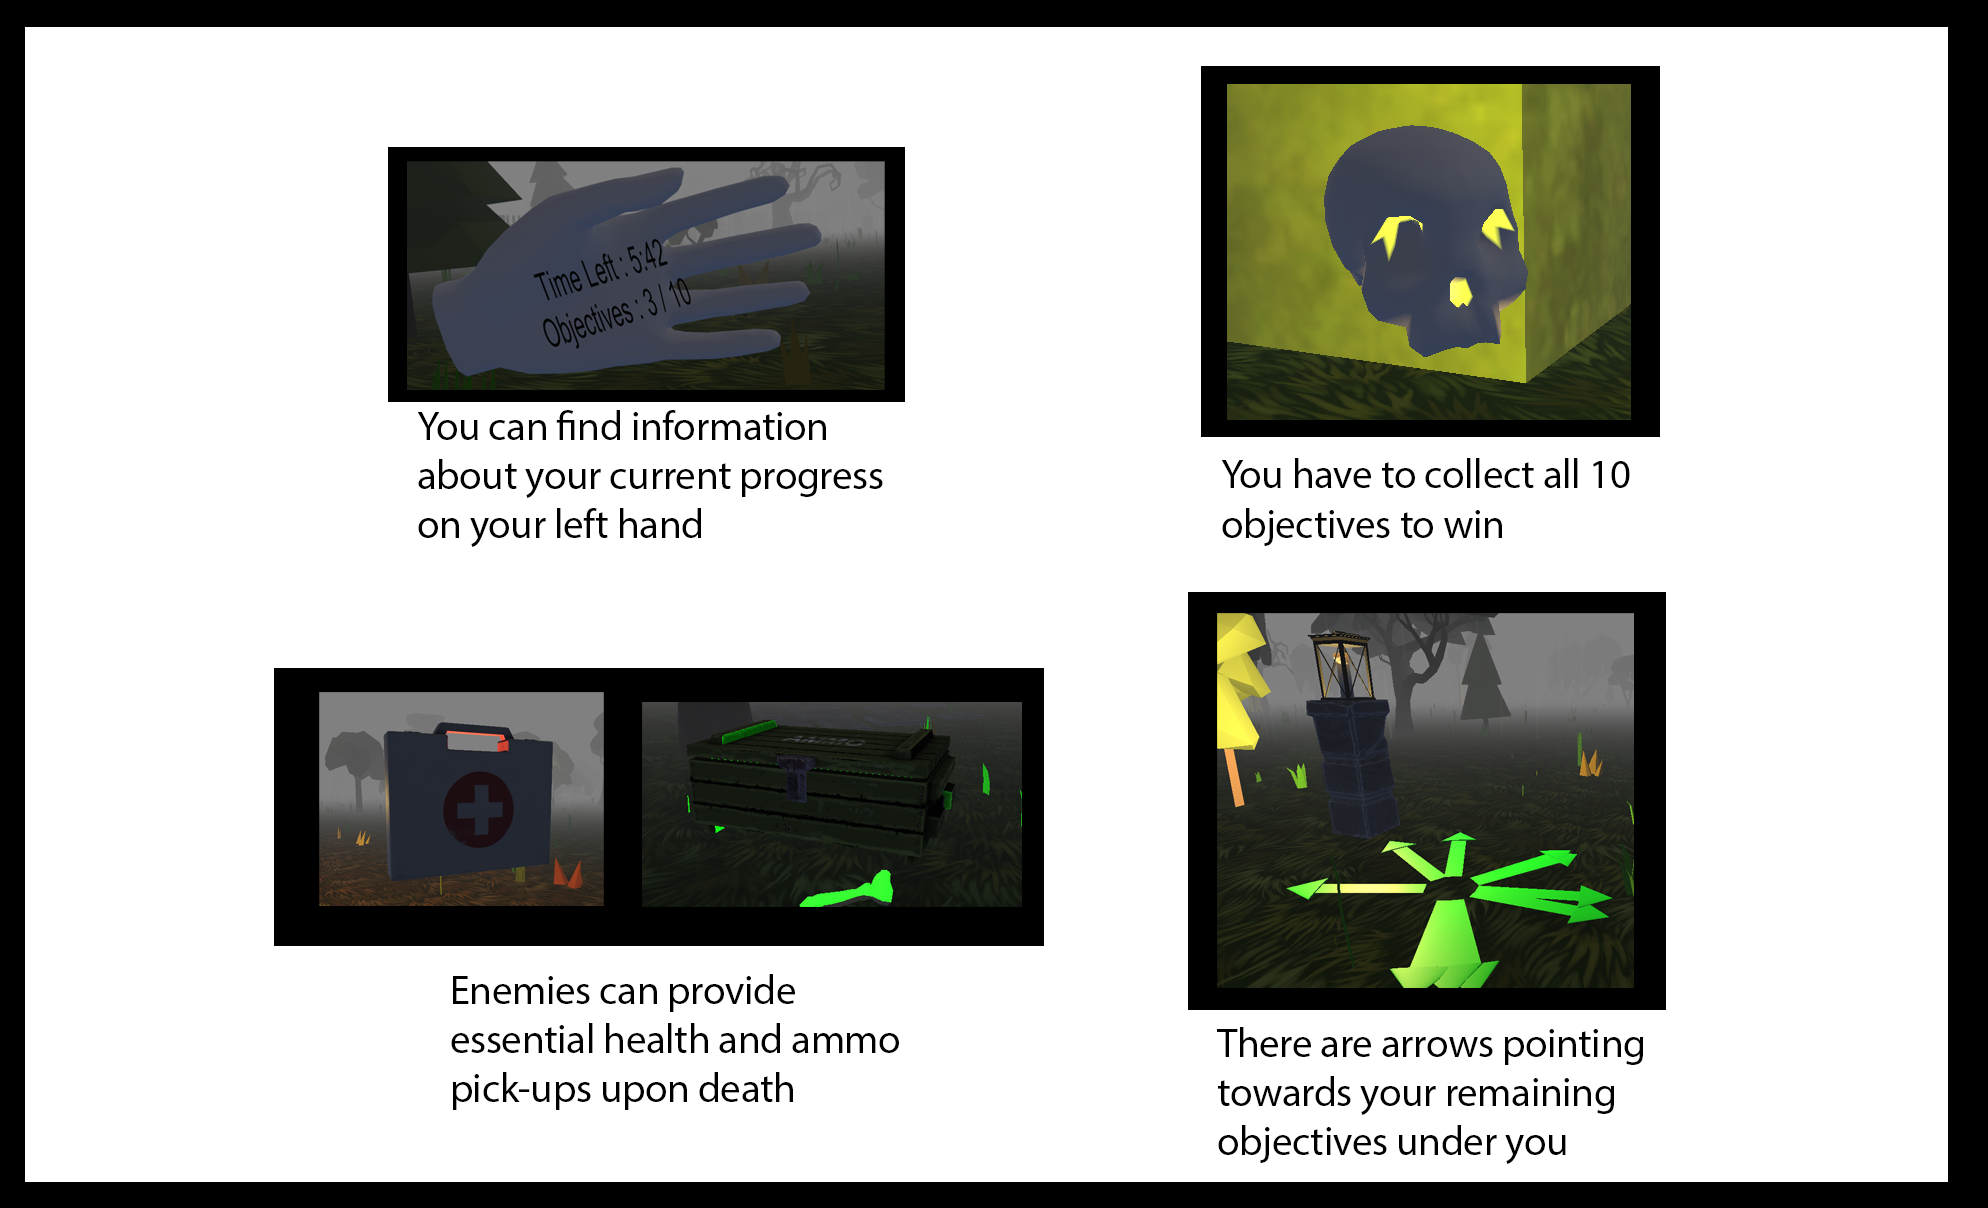 Time Left : 5:42
Objectives : 3 / 10
You can find information
about your current progress
on your left hand
You have to collect all 10
objectives to win
AMMO
Enemies can provide
essential health and ammo
pick-ups upon death
There are arrows pointing
towards your remaining
objectives under you